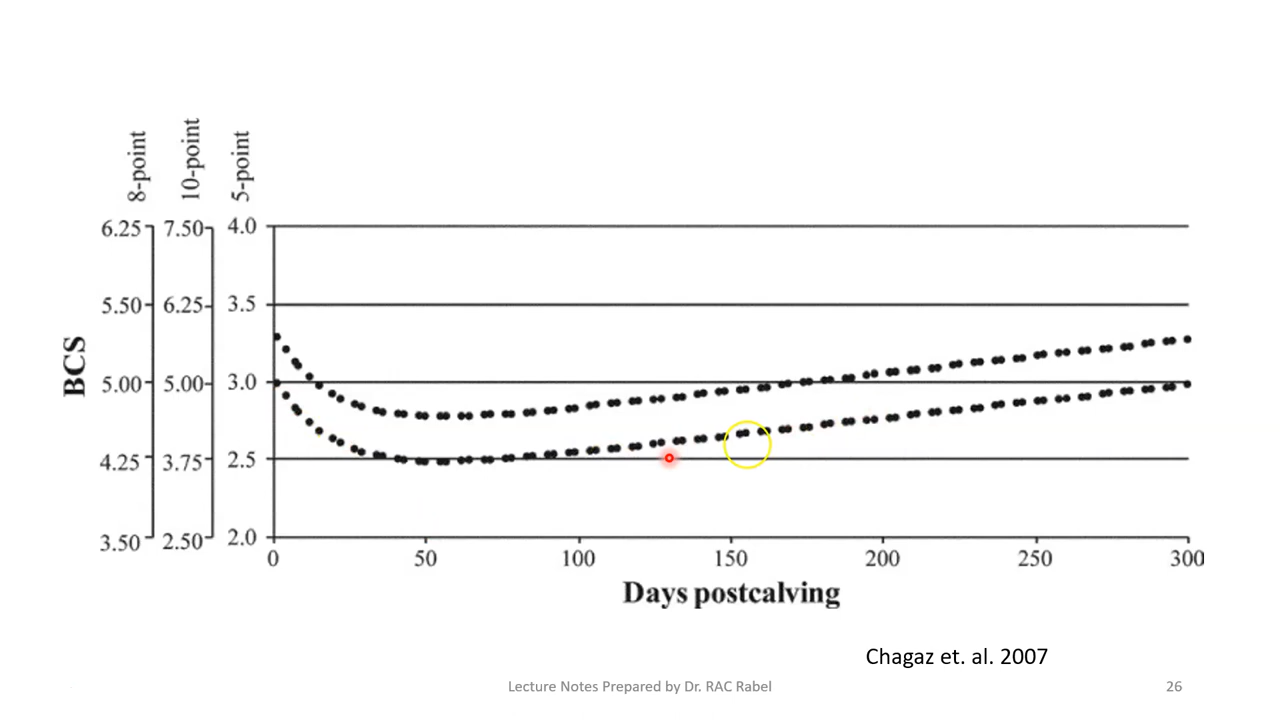 8-point 10-point 5-point
6.25 7.50 4.0
5.50 6.25 3.5
BCS
5.00 5.00 3.0
4.25 3.75 2.5
3.50 2.50 2.0
0 50 100 150 200 250 300
Days postcalving
Chagaz et. al. 2007
Lecture Notes Prepared by Dr. RAC Rabel 26